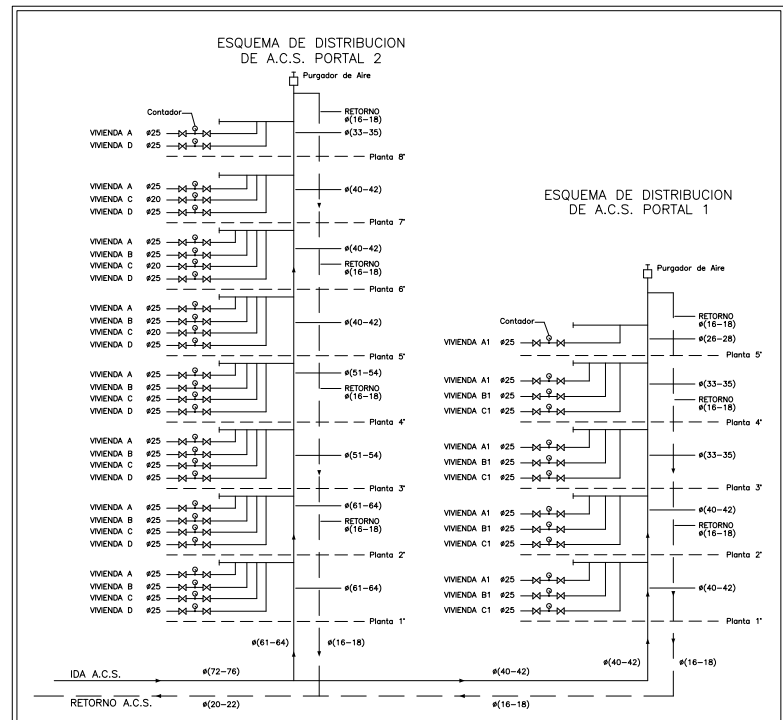 ESQUEMA DE DISTRIBUCION
DE A.C.S. PORTAL 2
Purgador de Aire
Contador
RETORNO
ø(16-18)
ø(33-35)
VIVIENDA A ø25
VIVIENDA D ø25
Planta 8ª
VIVIENDA A ø25
VIVIENDA C ø20
VIVIENDA D ø25
ø(40-42)
Planta 7ª
VIVIENDA A ø25
VIVIENDA B ø25
VIVIENDA C ø20
VIVIENDA D ø25
ø(40-42)
RETORNO
ø(16-18)
Planta 6ª
VIVIENDA A ø25
VIVIENDA B ø25
VIVIENDA C ø20
VIVIENDA D ø25
ø(40-42)
Planta 5ª
VIVIENDA A ø25
VIVIENDA B ø25
VIVIENDA C ø25
VIVIENDA D ø25
ø(51-54)
RETORNO
ø(16-18)
Planta 4ª
VIVIENDA A ø25
VIVIENDA B ø25
VIVIENDA C ø25
VIVIENDA D ø25
ø(51-54)
Planta 3ª
VIVIENDA A ø25
VIVIENDA B ø25
VIVIENDA C ø25
VIVIENDA D ø25
ø(61-64)
RETORNO
ø(16-18)
Planta 2ª
VIVIENDA A ø25
VIVIENDA B ø25
VIVIENDA C ø25
VIVIENDA D ø25
ø(61-64)
Planta 1ª
ø(61-64)
ø(16-18)
ESQUEMA DE DISTRIBUCION
DE A.C.S. PORTAL 1
Purgador de Aire
Contador
RETORNO
ø(16-18)
ø(26-28)
VIVIENDA A1 ø25
Planta 5ª
VIVIENDA A1 ø25
VIVIENDA B1 ø25
VIVIENDA C1 ø25
ø(33-35)
RETORNO
ø(16-18)
Planta 4ª
VIVIENDA A1 ø25
VIVIENDA B1 ø25
VIVIENDA C1 ø25
ø(33-35)
Planta 3ª
VIVIENDA A1 ø25
VIVIENDA B1 ø25
VIVIENDA C1 ø25
ø(40-42)
RETORNO
ø(16-18)
Planta 2ª
VIVIENDA A1 ø25
VIVIENDA B1 ø25
VIVIENDA C1 ø25
ø(40-42)
Planta 1ª
ø(40-42)
ø(16-18)
IDA A.C.S. ø(72-76) ø(40-42)
RETORNO A.C.S. ø(20-22) ø(16-18)